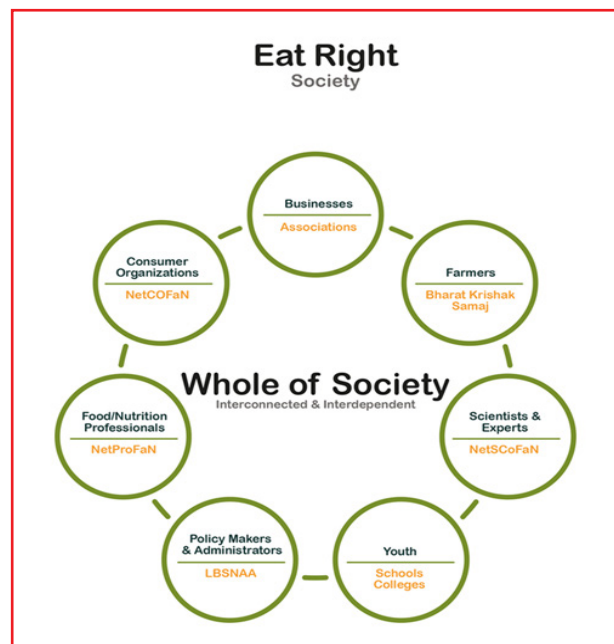 Eat Right
Society
Businesses
Associations
Consumer
Organizations
NetCOFaN
Farmers
Bharat Krishak
Samaj
Whole of Society
Interconnected & Interdependent
Food/Nutrition
Professionals
NetProFaN
Scientists &
Experts
NetSCoFaN
Policy Makers
& Administrators
LBSNAA
Youth
Schools
Colleges